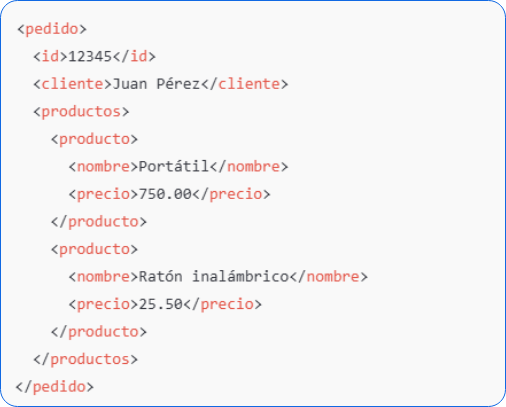 <pedido>
<id>12345</id>
<cliente>Juan Pérez</cliente>
<productos>
<producto>
<nombre>Portátil</nombre>
<precio>750.00</precio>
</producto>
<producto>
<nombre>Ratón inalámbrico</nombre>
<precio>25.50</precio>
</producto>
</productos>
</pedido>